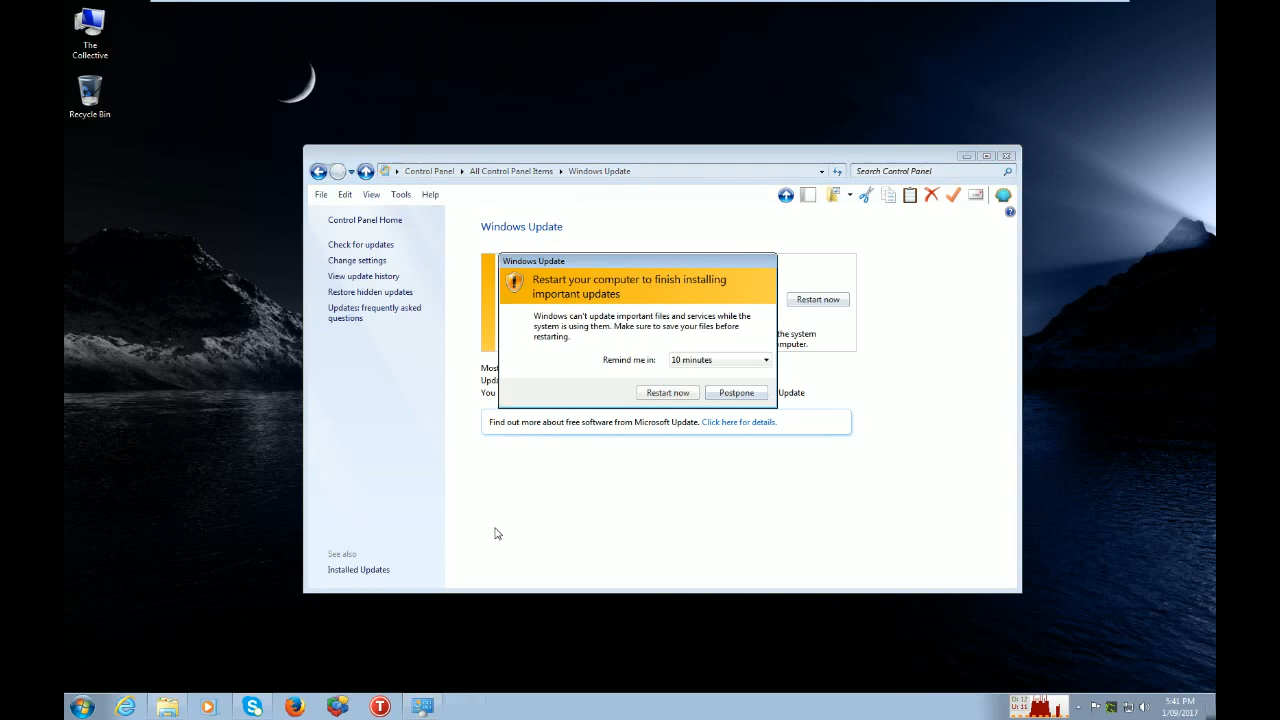 The
Collective
Recycle Bin
Control Panel
All Control Panel Items
Windows Update
Search Control Panel
File
Edit
View
Tools
Help
Control Panel Home
Check for updates
Change settings
View update history
Restore hidden updates
Updates: frequently asked
questions
See also
Installed Updates
Windows Update
Windows Update
Restart your computer to finish installing
important updates
Windows can't update important files and services while the
system is using them. Make sure to save your files before
restarting.
Remind me in:
10 minutes
Restart now
Postpone
Restart now
the system
mputer.
Most
Upda
You
Update
Find out more about free software from Microsoft Update. Click here for details.
5:41 PM
1/09/2017